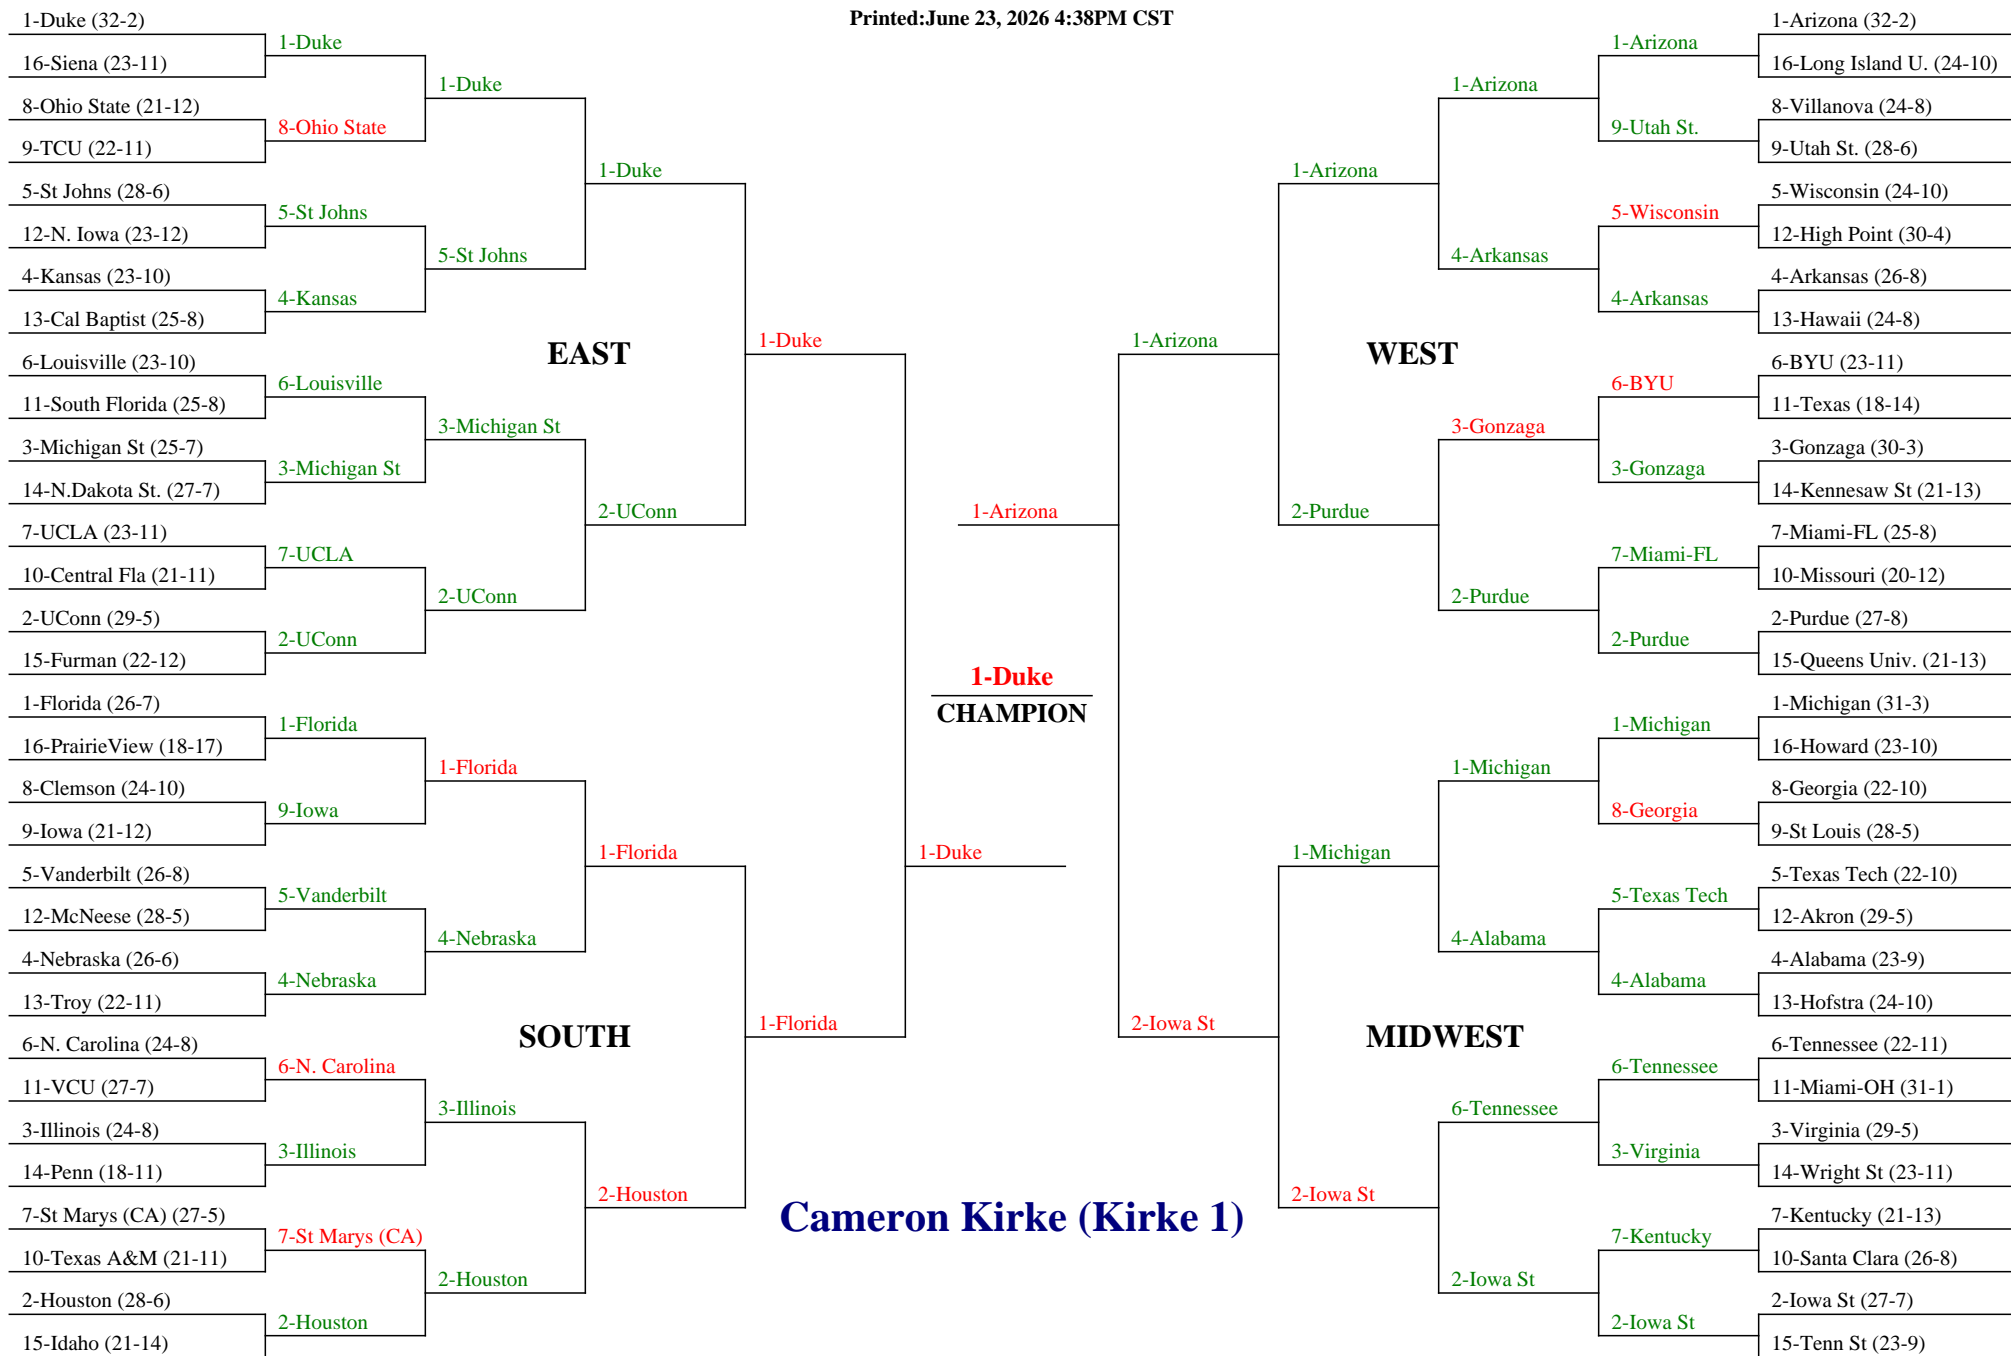 Printed:June 23, 2026 4:38PM CST
1-Duke (32-2)
16-Siena (23-11)
8-Ohio State (21-12)
9-TCU (22-11)
5-St Johns (28-6)
12-N. Iowa (23-12)
4-Kansas (23-10)
13-Cal Baptist (25-8)
6-Louisville (23-10)
11-South Florida (25-8)
3-Michigan St (25-7)
14-N.Dakota St. (27-7)
7-UCLA (23-11)
10-Central Fla (21-11)
2-UConn (29-5)
15-Furman (22-12)
1-Florida (26-7)
16-PrairieView (18-17)
8-Clemson (24-10)
9-Iowa (21-12)
5-Vanderbilt (26-8)
12-McNeese (28-5)
4-Nebraska (26-6)
13-Troy (22-11)
6-N. Carolina (24-8)
11-VCU (27-7)
3-Illinois (24-8)
14-Penn (18-11)
7-St Marys (CA) (27-5)
10-Texas A&M (21-11)
2-Houston (28-6)
15-Idaho (21-14)
1-Duke
8-Ohio State
5-St Johns
4-Kansas
6-Louisville
3-Michigan St
7-UCLA
2-UConn
1-Florida
9-Iowa
5-Vanderbilt
4-Nebraska
6-N. Carolina
3-Illinois
7-St Marys (CA)
2-Houston
1-Duke
5-St Johns
3-Michigan St
2-UConn
1-Florida
4-Nebraska
3-Illinois
2-Houston
1-Duke
2-UConn
1-Florida
2-Houston
EAST
SOUTH
1-Duke
1-Florida
1-Duke
1-Arizona
1-Duke
CHAMPION
Cameron Kirke (Kirke 1)
1-Arizona
2-Iowa St
WEST
MIDWEST
1-Arizona
2-Purdue
1-Michigan
2-Iowa St
1-Arizona
4-Arkansas
3-Gonzaga
2-Purdue
1-Michigan
4-Alabama
6-Tennessee
2-Iowa St
1-Arizona
9-Utah St.
5-Wisconsin
4-Arkansas
6-BYU
3-Gonzaga
7-Miami-FL
2-Purdue
1-Michigan
8-Georgia
5-Texas Tech
4-Alabama
6-Tennessee
3-Virginia
7-Kentucky
2-Iowa St
1-Arizona (32-2)
16-Long Island U. (24-10)
8-Villanova (24-8)
9-Utah St. (28-6)
5-Wisconsin (24-10)
12-High Point (30-4)
4-Arkansas (26-8)
13-Hawaii (24-8)
6-BYU (23-11)
11-Texas (18-14)
3-Gonzaga (30-3)
14-Kennesaw St (21-13)
7-Miami-FL (25-8)
10-Missouri (20-12)
2-Purdue (27-8)
15-Queens Univ. (21-13)
1-Michigan (31-3)
16-Howard (23-10)
8-Georgia (22-10)
9-St Louis (28-5)
5-Texas Tech (22-10)
12-Akron (29-5)
4-Alabama (23-9)
13-Hofstra (24-10)
6-Tennessee (22-11)
11-Miami-OH (31-1)
3-Virginia (29-5)
14-Wright St (23-11)
7-Kentucky (21-13)
10-Santa Clara (26-8)
2-Iowa St (27-7)
15-Tenn St (23-9)